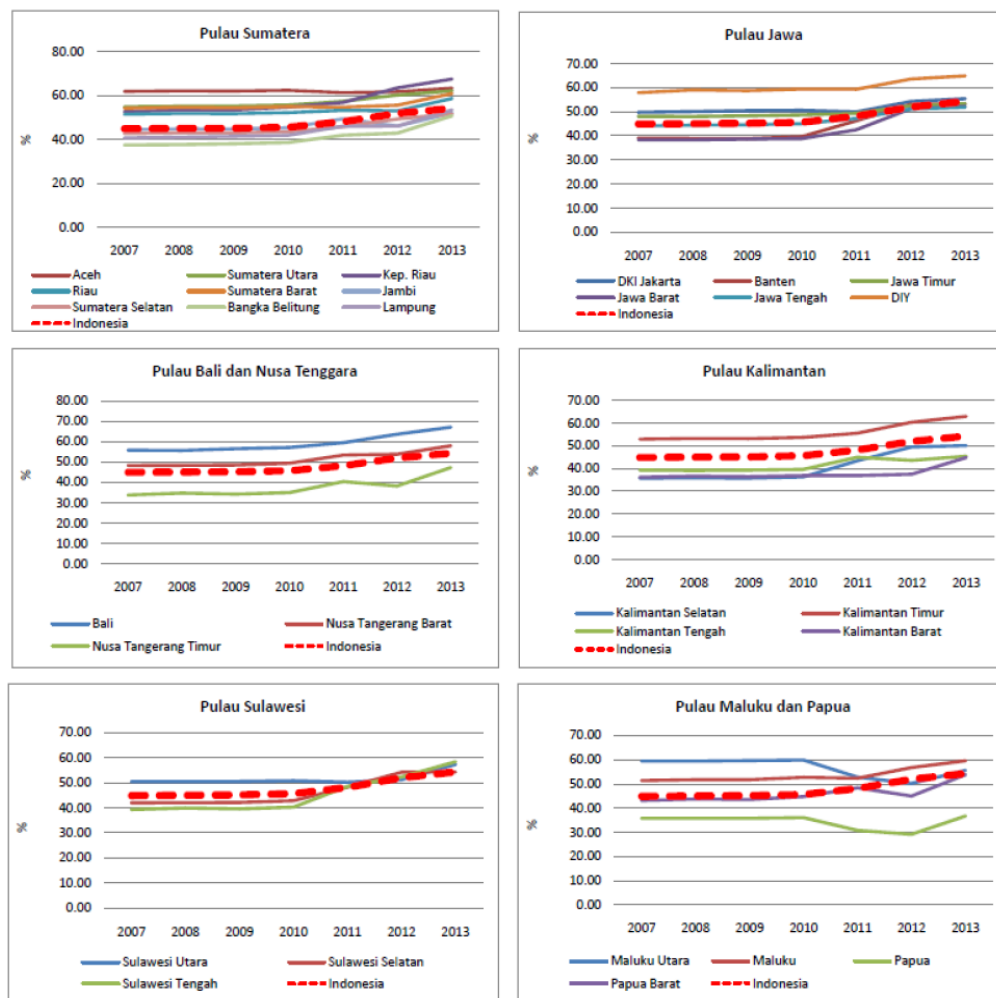 Pulau Sumatera
80.00
60.00
40.00
20.00
0.00
%
2007 2008 2009 2010 2011 2012 2013
Aceh Sumatera Utara Kep. Riau
Riau Sumatera Barat Jambi
Sumatera Selatan Bangka Belitung Lampung
Indonesia
Pulau Jawa
70.00
60.00
50.00
40.00
30.00
20.00
10.00
0.00
%
2007 2008 2009 2010 2011 2012 2013
DKI Jakarta Banten Jawa Timur
Jawa Barat Jawa Tengah DIY
Indonesia
Pulau Bali dan Nusa Tenggara
80.00
70.00
60.00
50.00
40.00
30.00
20.00
10.00
0.00
%
2007 2008 2009 2010 2011 2012 2013
Bali Nusa Tangerang Barat
Nusa Tangerang Timur Indonesia
Pulau Kalimantan
70.00
60.00
50.00
40.00
30.00
20.00
10.00
0.00
%
2007 2008 2009 2010 2011 2012 2013
Kalimantan Selatan Kalimantan Timur
Kalimantan Tengah Kalimantan Barat
Indonesia
Pulau Sulawesi
70.00
60.00
50.00
40.00
30.00
20.00
10.00
0.00
%
2007 2008 2009 2010 2011 2012 2013
Sulawesi Utara Sulawesi Selatan
Sulawesi Tengah Indonesia
Pulau Maluku dan Papua
70.00
60.00
50.00
40.00
30.00
20.00
10.00
0.00
%
2007 2008 2009 2010 2011 2012 2013
Maluku Utara Maluku Papua
Papua Barat Indonesia